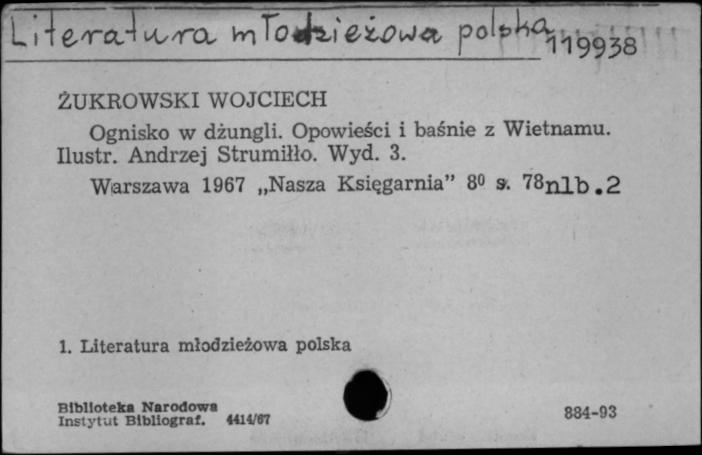 Literatura młodzieżowa polska
119938
ŻUKROWSKI WOJCIECH
Ognisko w dżungli. Opowieści i baśnie z Wietnamu.
Ilustr. Andrzej Strumiłło. Wyd. 3.
Warszawa 1967 „Nasza Księgarnia” 8⁰ s. 78nlb.2
1. Literatura młodzieżowa polska
Biblioteka Narodowa
Instytut Bibliograf. 4414/67
884-93